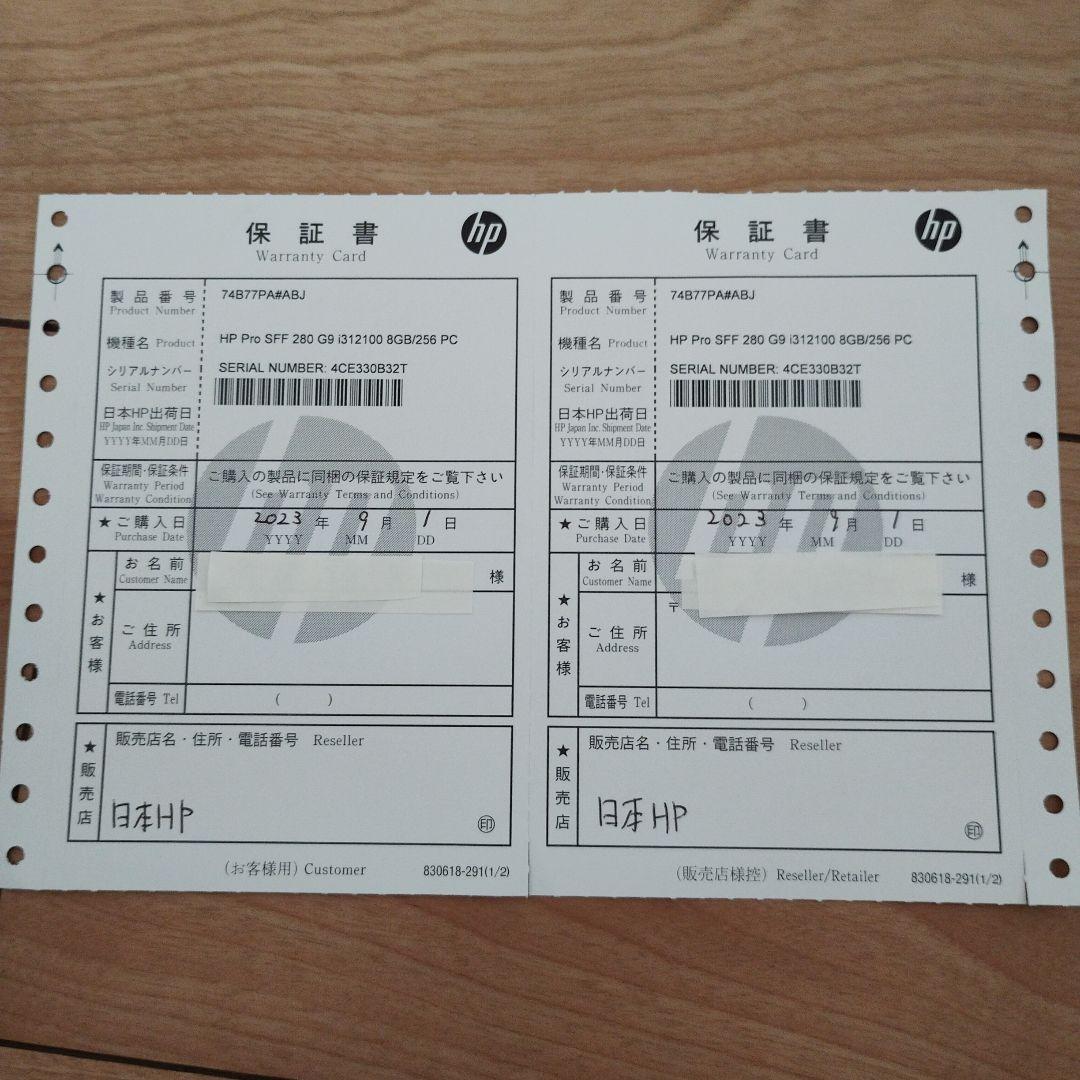 保証書
Warranty Card
hp
製品番号 74B77PA#ABJ
Product Number
機種名 Product HP Pro SFF 280 G9 i312100 8GB/256 PC
シリアルナンバー SERIAL NUMBER: 4CE330B32T
Serial Number
日本HP出荷日
HP Japan Inc. Shipment Date
YYYY年MM月DD日
保証期間・保証条件 ご購入の製品に同梱の保証規定をご覧下さい
Warranty Period (See Warranty Terms and Conditions)
Warranty Condition
★ご購入日 2023 年 9 月 1 日
Purchase Date YYYY MM DD
★お客様
お名前 様
Customer Name
ご住所
Address
電話番号 Tel ( )
★販売店
販売店名・住所・電話番号 Reseller
日本HP
印
(お客様用) Customer 830618-291(1/2)
保証書
Warranty Card
hp
製品番号 74B77PA#ABJ
Product Number
機種名 Product HP Pro SFF 280 G9 i312100 8GB/256 PC
シリアルナンバー SERIAL NUMBER: 4CE330B32T
Serial Number
日本HP出荷日
HP Japan Inc. Shipment Date
YYYY年MM月DD日
保証期間・保証条件 ご購入の製品に同梱の保証規定をご覧下さい
Warranty Period (See Warranty Terms and Conditions)
Warranty Condition
★ご購入日 2023 年 9 月 1 日
Purchase Date YYYY MM DD
★お客様
お名前 様
Customer Name
〒
ご住所
Address
電話番号 Tel ( )
★販売店
販売店名・住所・電話番号 Reseller
日本HP
印
(販売店様控) Reseller/Retailer 830618-291(1/2)